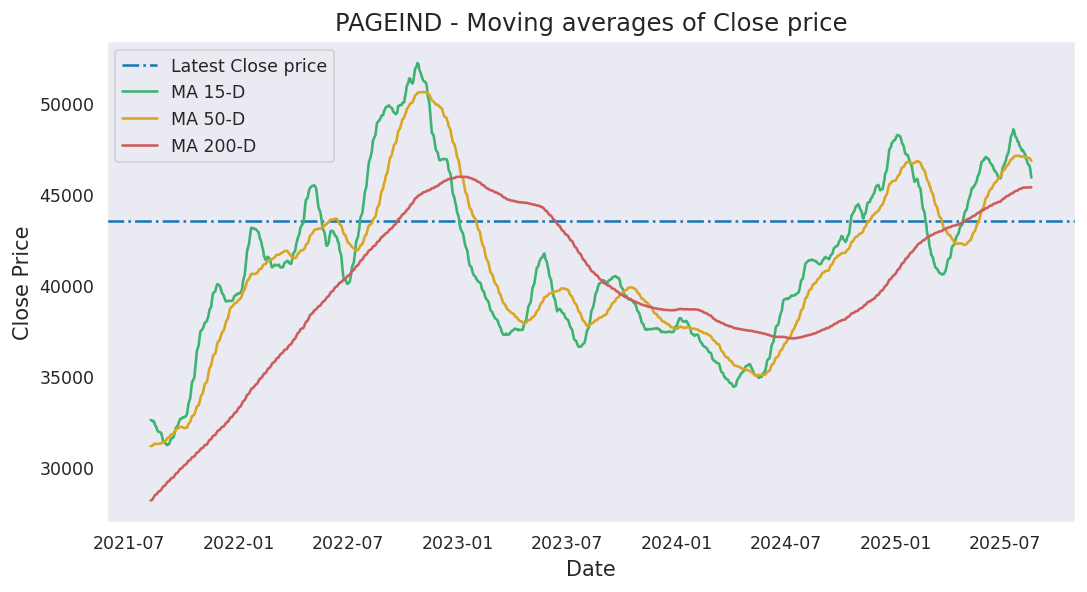 PAGEIND - Moving averages of Close price
Latest Close price
MA 15-D
MA 50-D
MA 200-D
50000
45000
40000
35000
30000
Close Price
2021-07 2022-01 2022-07 2023-01 2023-07 2024-01 2024-07 2025-01 2025-07
Date